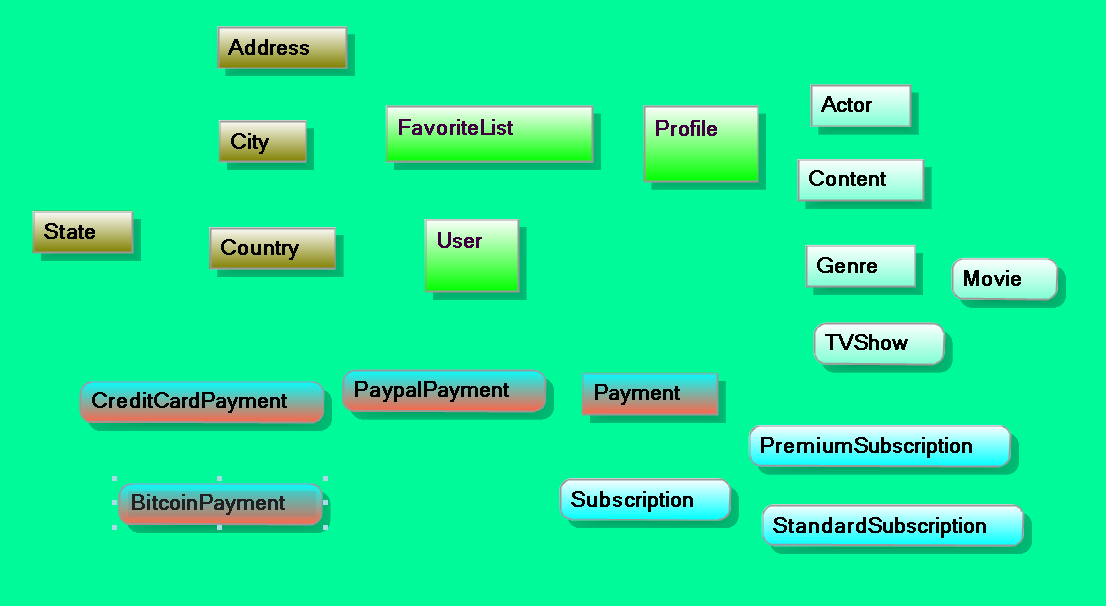 Address
City
FavoriteList
Profile
Actor
Content
State
Country
User
Genre
Movie
TVShow
CreditCardPayment
PaypalPayment
Payment
PremiumSubscription
BitcoinPayment
Subscription
StandardSubscription